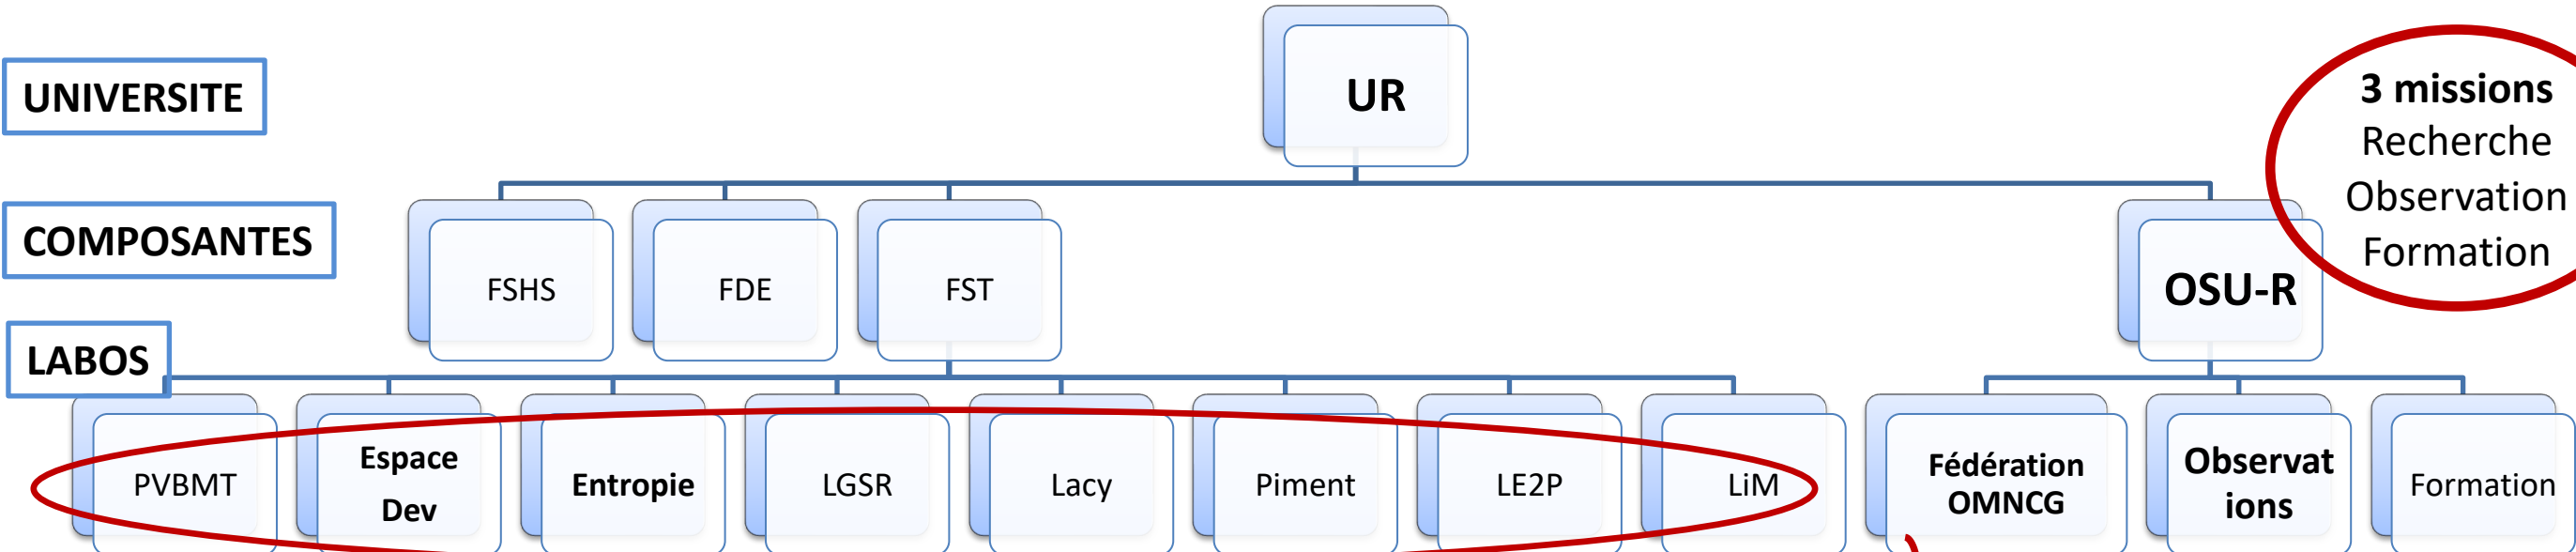 UR
UNIVERSITE
3 missions
Recherche
Observation
Formation
COMPOSANTES
FSHS
FDE
FST
OSU-R
LABOS
PVBMT
Espace
Dev
Entropie
LGSR
Lacy
Piment
LE2P
LiM
Fédération
OMNCG
Observat
ions
Formation